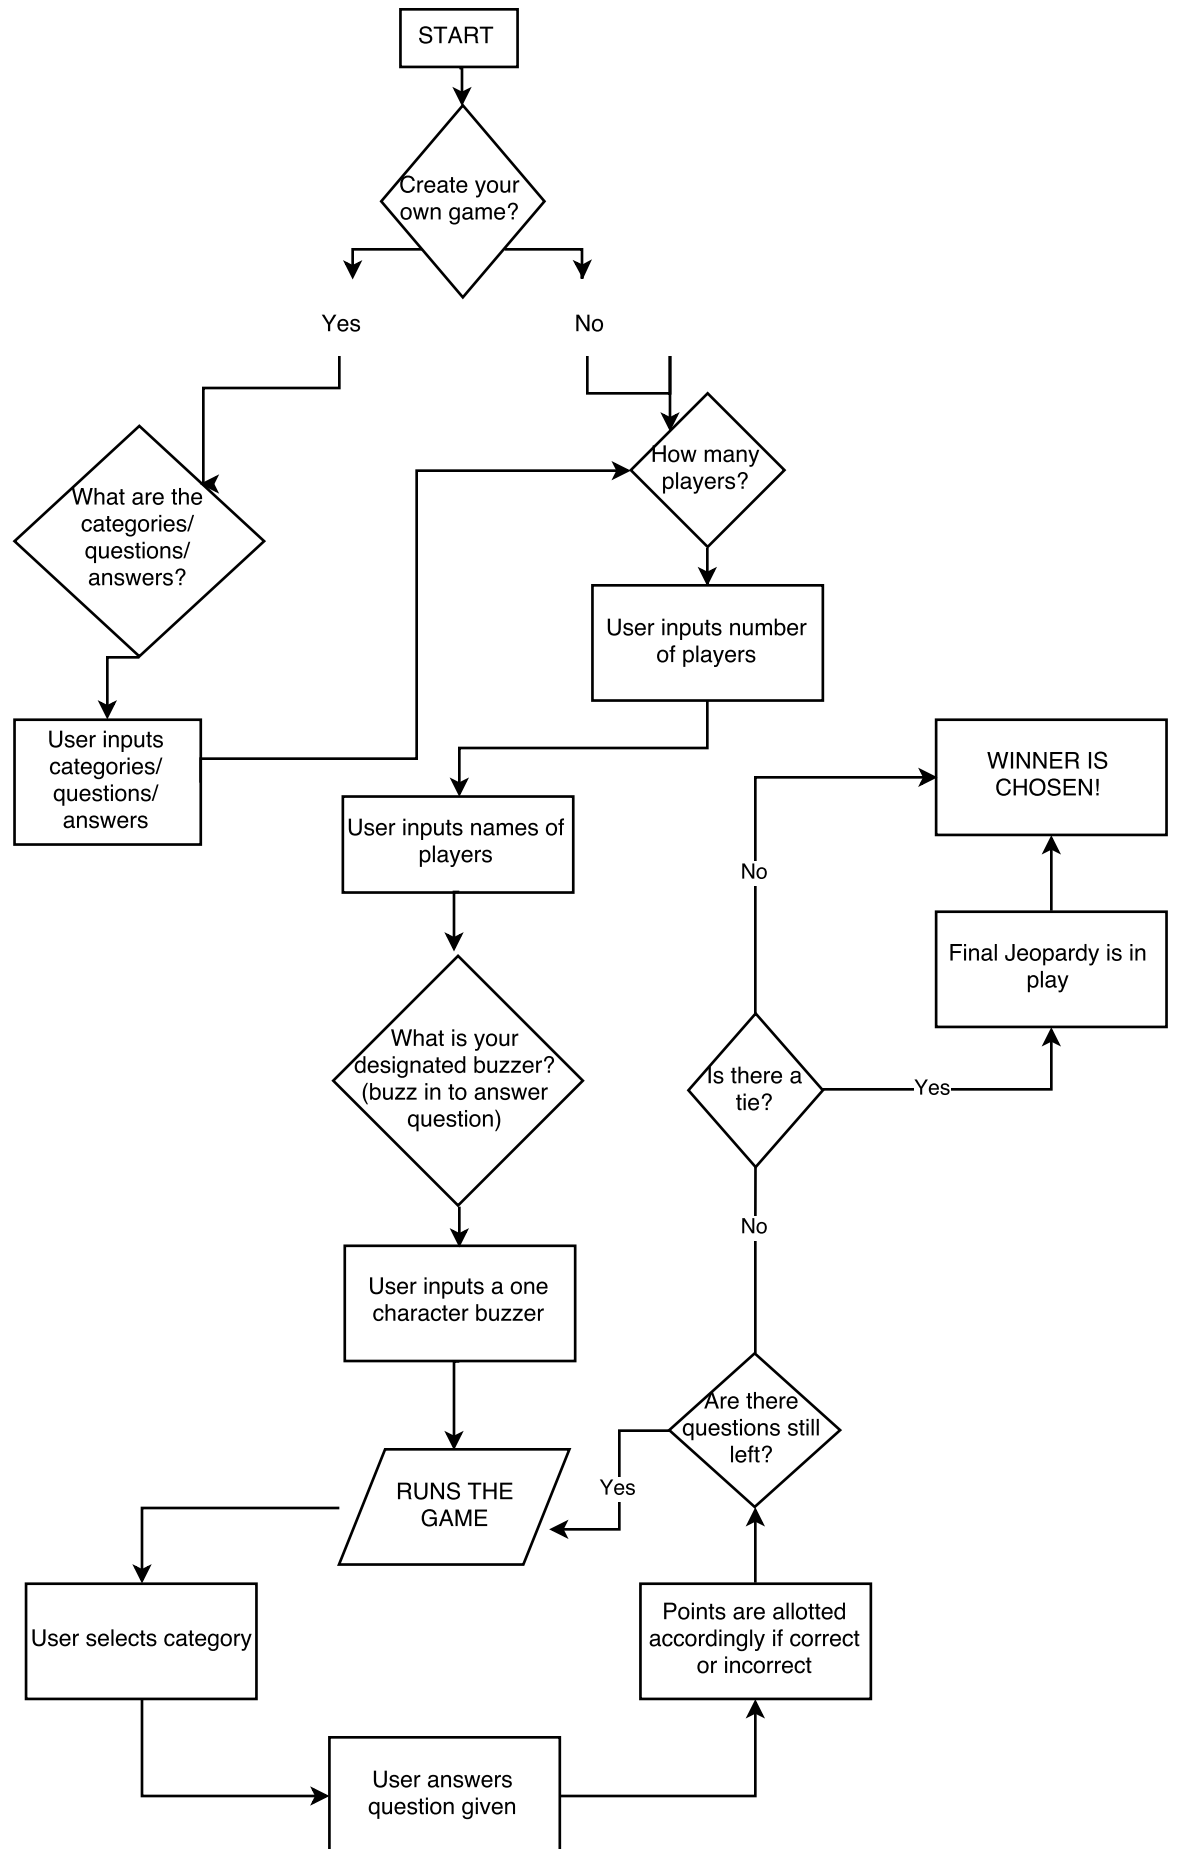 START
Create your
own game?
Yes
No
What are the
categories/
questions/
answers?
How many
players?
User inputs number
of players
User inputs
categories/
questions/
answers
User inputs names of
players
WINNER IS
CHOSEN!
No
Final Jeopardy is in
play
What is your
designated buzzer?
(buzz in to answer
question)
Is there a
tie?
Yes
No
User inputs a one
character buzzer
Are there
questions still
left?
Yes
RUNS THE
GAME
User selects category
Points are allotted
accordingly if correct
or incorrect
User answers
question given